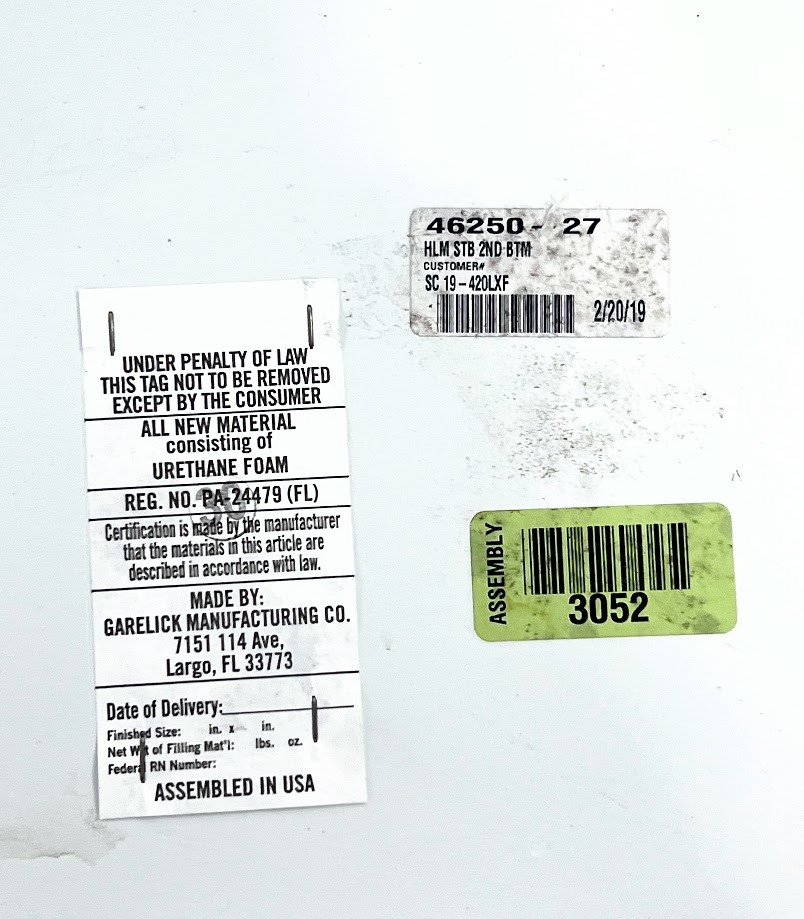 46250- 27
HLM STB 2ND BTM
CUSTOMER#
SC 19-420LXF
2/20/19
UNDER PENALTY OF LAW
THIS TAG NOT TO BE REMOVED
EXCEPT BY THE CONSUMER
ALL NEW MATERIAL
consisting of
URETHANE FOAM
REG. NO. PA-24479 (FL)
30
Certification is made by the manufacturer
that the materials in this article are
described in accordance with law.
MADE BY:
GARELICK MANUFACTURING CO.
7151 114 Ave,
Largo, FL 33773
Date of Delivery:
Finished Size: in. x in.
Net Wt of Filling Mat'l: lbs. oz.
Federal RN Number:
ASSEMBLED IN USA
ASSEMBLY
3052